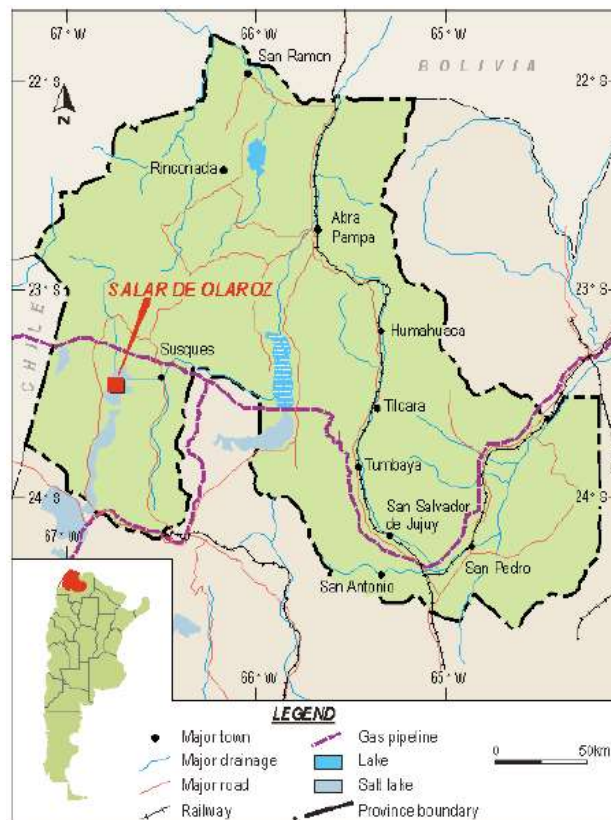 67° W
66° W
65° W
San Ramon
22° S
22° S
BOLIVIA
N
Rinconada
Abra
Pampa
23° S
23° S
SALAR DE OLAROZ
CHILE
Humahuaca
Susques
Tilcara
Tumbaya
24° S
24° S
San Salvador
de Jujuy
67° W
San Antonio
San Pedro
66° W
65° W
LEGEND
Major town
Gas pipeline
Major drainage
Lake
0 50km
Major road
Salt lake
Railway
Province boundary